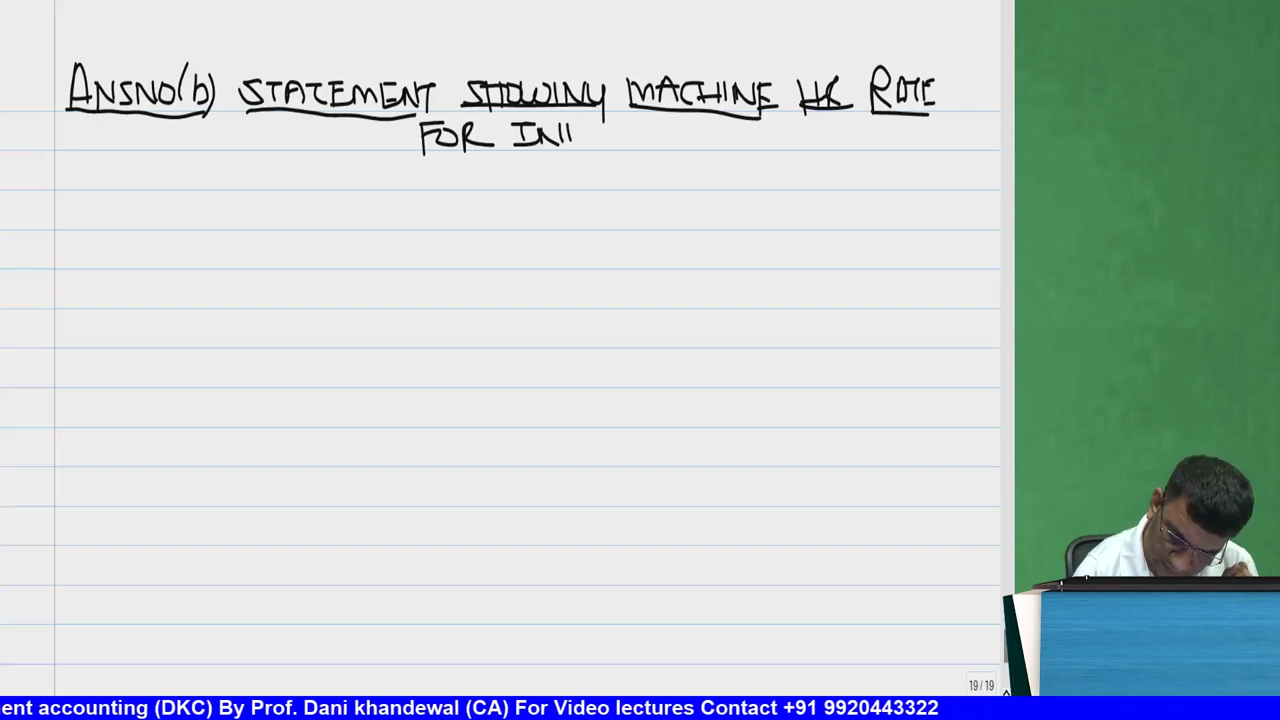 ANSNO(b) STATEMENT SHOWING MACHINE HR RATE
FOR
19/19
ent accounting (DKC) By Prof. Dani khandewal (CA) For Video lectures Contact +91 9920443322